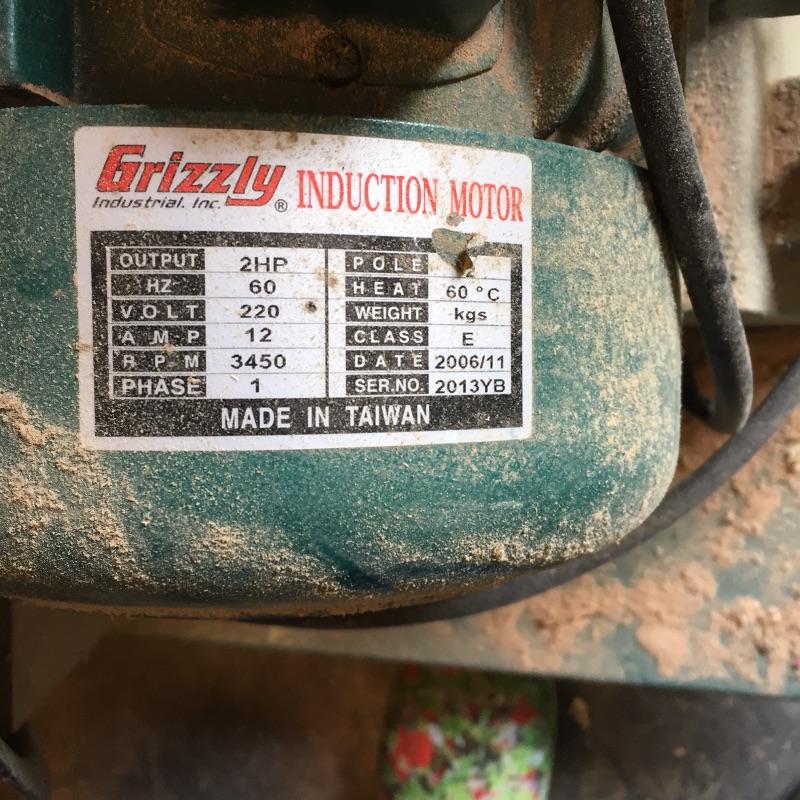 Grizzly
Industrial, Inc.®
INDUCTION MOTOR
OUTPUT 2HP
HZ 60
VOLT 220
AMP 12
RPM 3450
PHASE 1
POLE
HEAT 60 °C
WEIGHT kgs
CLASS E
DATE 2006/11
SER.NO. 2013YB
MADE IN TAIWAN